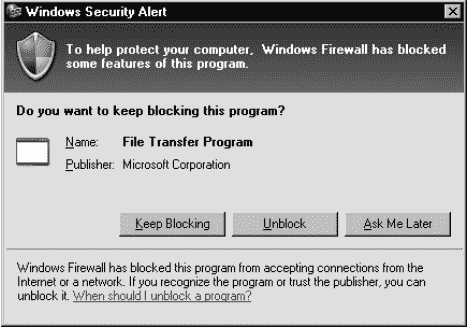 Windows Security Alert
To help protect your computer, Windows Firewall has blocked
some features of this program.
Do you want to keep blocking this program?
Name: File Transfer Program
Publisher: Microsoft Corporation
Keep Blocking Unblock Ask Me Later
Windows Firewall has blocked this program from accepting connections from the
Internet or a network. If you recognize the program or trust the publisher, you can
unblock it. When should I unblock a program?